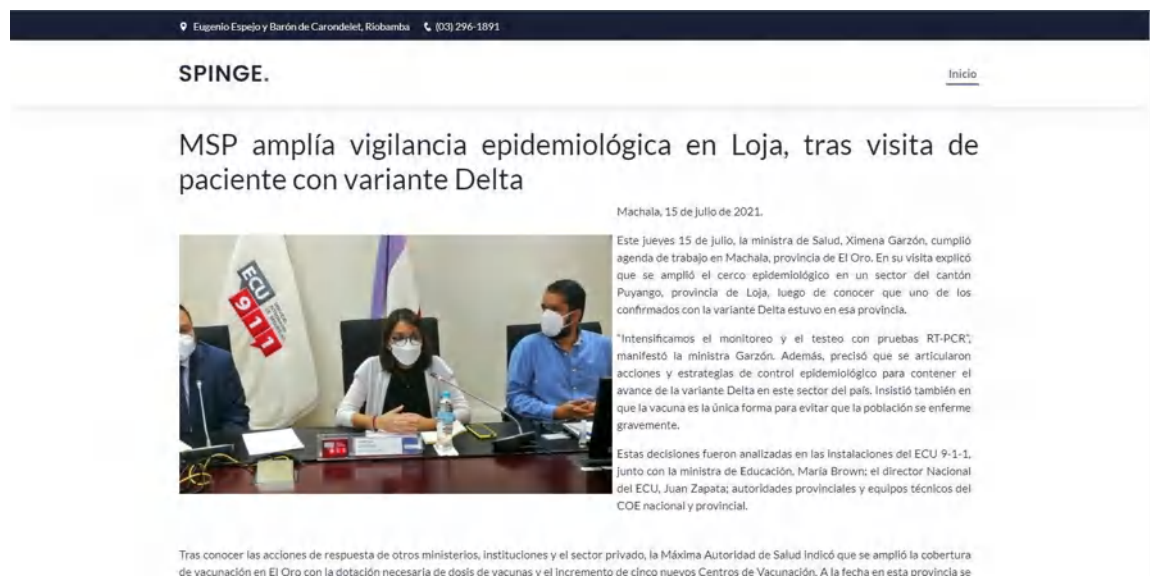 Eugenio Espejo y Barón de Carondelet, Riobamba (03) 296-1891
SPINGE.
Inicio
MSP amplía vigilancia epidemiológica en Loja, tras visita de
paciente con variante Delta
Machala, 15 de julio de 2021.
Este jueves 15 de julio, la ministra de Salud, Ximena Garzón, cumplió
agenda de trabajo en Machala, provincia de El Oro. En su visita explicó
que se amplió el cerco epidemiológico en un sector del cantón
Puyango, provincia de Loja, luego de conocer que uno de los
confirmados con la variante Delta estuvo en esa provincia.
"Intensificamos el monitoreo y el testeo con pruebas RT-PCR",
manifestó la ministra Garzón. Además, precisó que se articularon
acciones y estrategias de control epidemiológico para contener el
avance de la variante Delta en este sector del país. Insistió también en
que la vacuna es la única forma para evitar que la población se enferme
gravemente.
Estas decisiones fueron analizadas en las instalaciones del ECU 9-1-1,
junto con la ministra de Educación, María Brown; el director Nacional
del ECU, Juan Zapata; autoridades provinciales y equipos técnicos del
COE nacional y provincial.
ECU
911
Tras conocer las acciones de respuesta de otros ministerios, instituciones y el sector privado, la Máxima Autoridad de Salud indicó que se amplió la cobertura
de vacunación en El Oro con la dotación necesaria de dosis de vacunas y el incremento de cinco nuevos Centros de Vacunación. A la fecha en esta provincia se